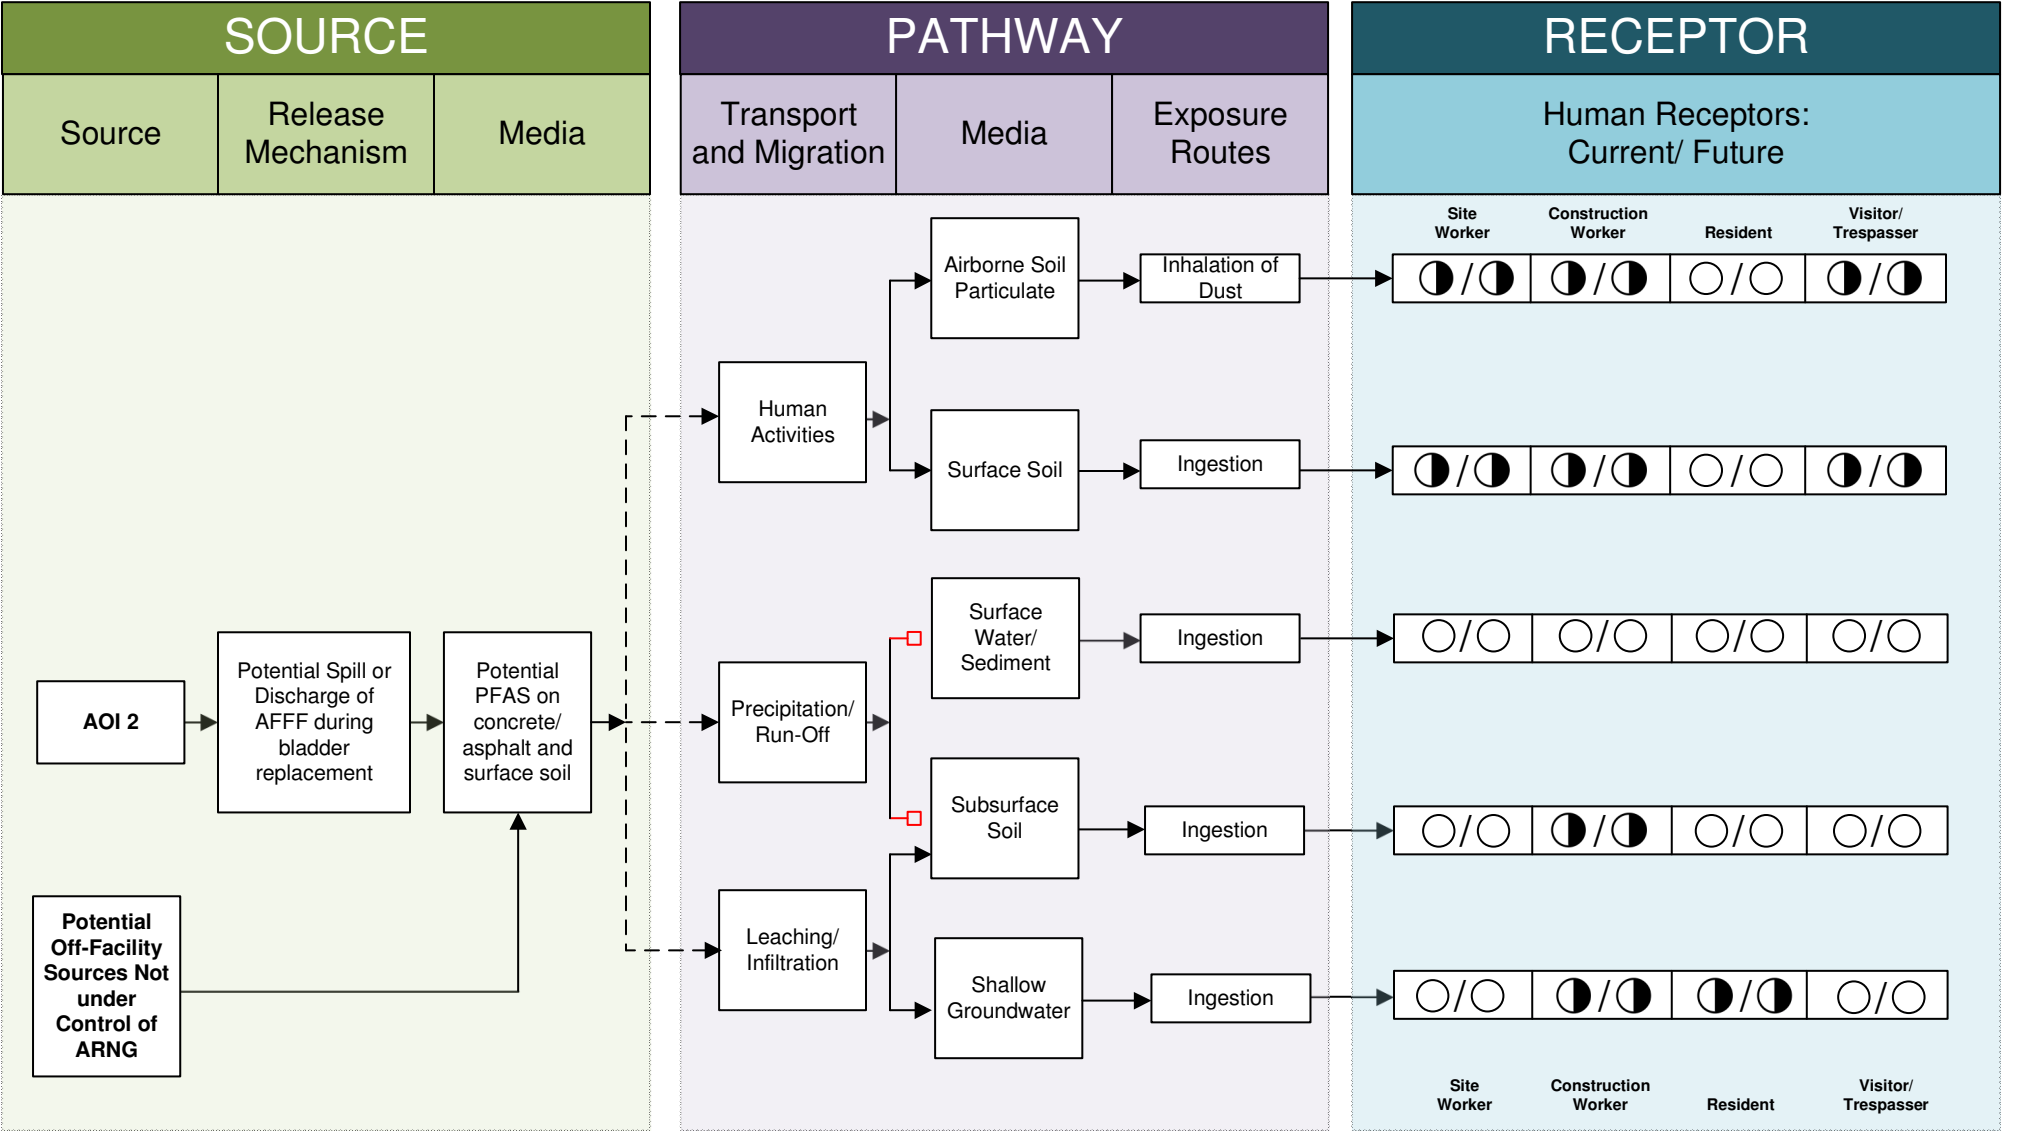 SOURCE
PATHWAY
RECEPTOR
Source
Release
Mechanism
Media
Transport
and Migration
Media
Exposure
Routes
Human Receptors:
Current/ Future
Site
Worker
Construction
Worker
Resident
Visitor/
Trespasser
Airborne Soil
Particulate
Inhalation of
Dust
/
/
/
/
Human
Activities
Surface Soil
Ingestion
/
/
/
/
Surface
Water/
Sediment
Ingestion
/
/
/
/
AOI 2
Potential Spill or
Discharge of
AFFF during
bladder
replacement
Potential
PFAS on
concrete/
asphalt and
surface soil
Precipitation/
Run-Off
Subsurface
Soil
Ingestion
/
/
/
/
Potential
Off-Facility
Sources Not
under
Control of
ARNG
Leaching/
Infiltration
Shallow
Groundwater
Ingestion
/
/
/
/
Site
Worker
Construction
Worker
Resident
Visitor/
Trespasser